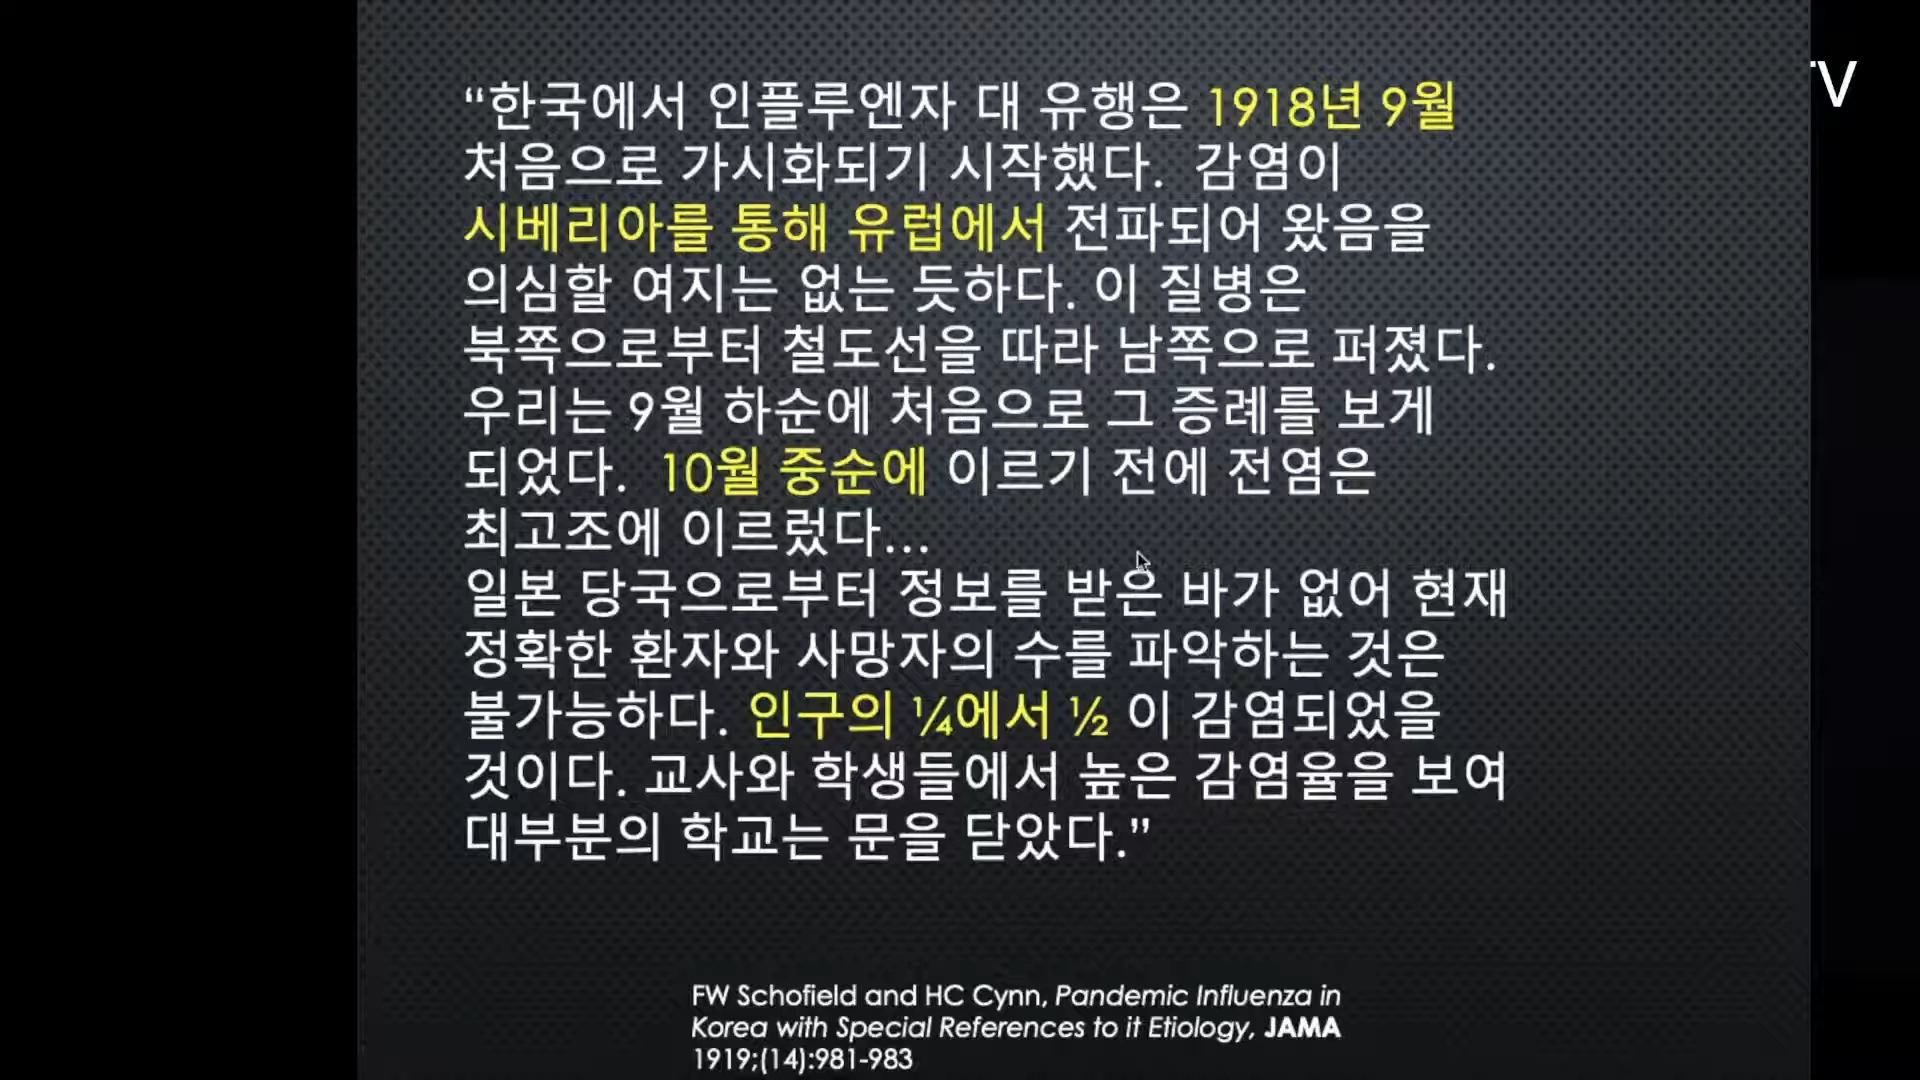 “한국에서 인플루엔자 대 유행은 1918년 9월
처음으로 가시화되기 시작했다. 감염이
시베리아를 통해 유럽에서 전파되어 왔음을
의심할 여지는 없는 듯하다. 이 질병은
북쪽으로부터 철도선을 따라 남쪽으로 퍼졌다.
우리는 9월 하순에 처음으로 그 증례를 보게
되었다. 10월 중순에 이르기 전에 전염은
최고조에 이르렀다...
일본 당국으로부터 정보를 받은 바가 없어 현재
정확한 환자와 사망자의 수를 파악하는 것은
불가능하다. 인구의 ¼에서 ½ 이 감염되었을
것이다. 교사와 학생들에서 높은 감염율을 보여
대부분의 학교는 문을 닫았다.”
FW Schofield and HC Cynn, Pandemic Influenza in
Korea with Special References to it Etiology, JAMA
1919;(14):981-983